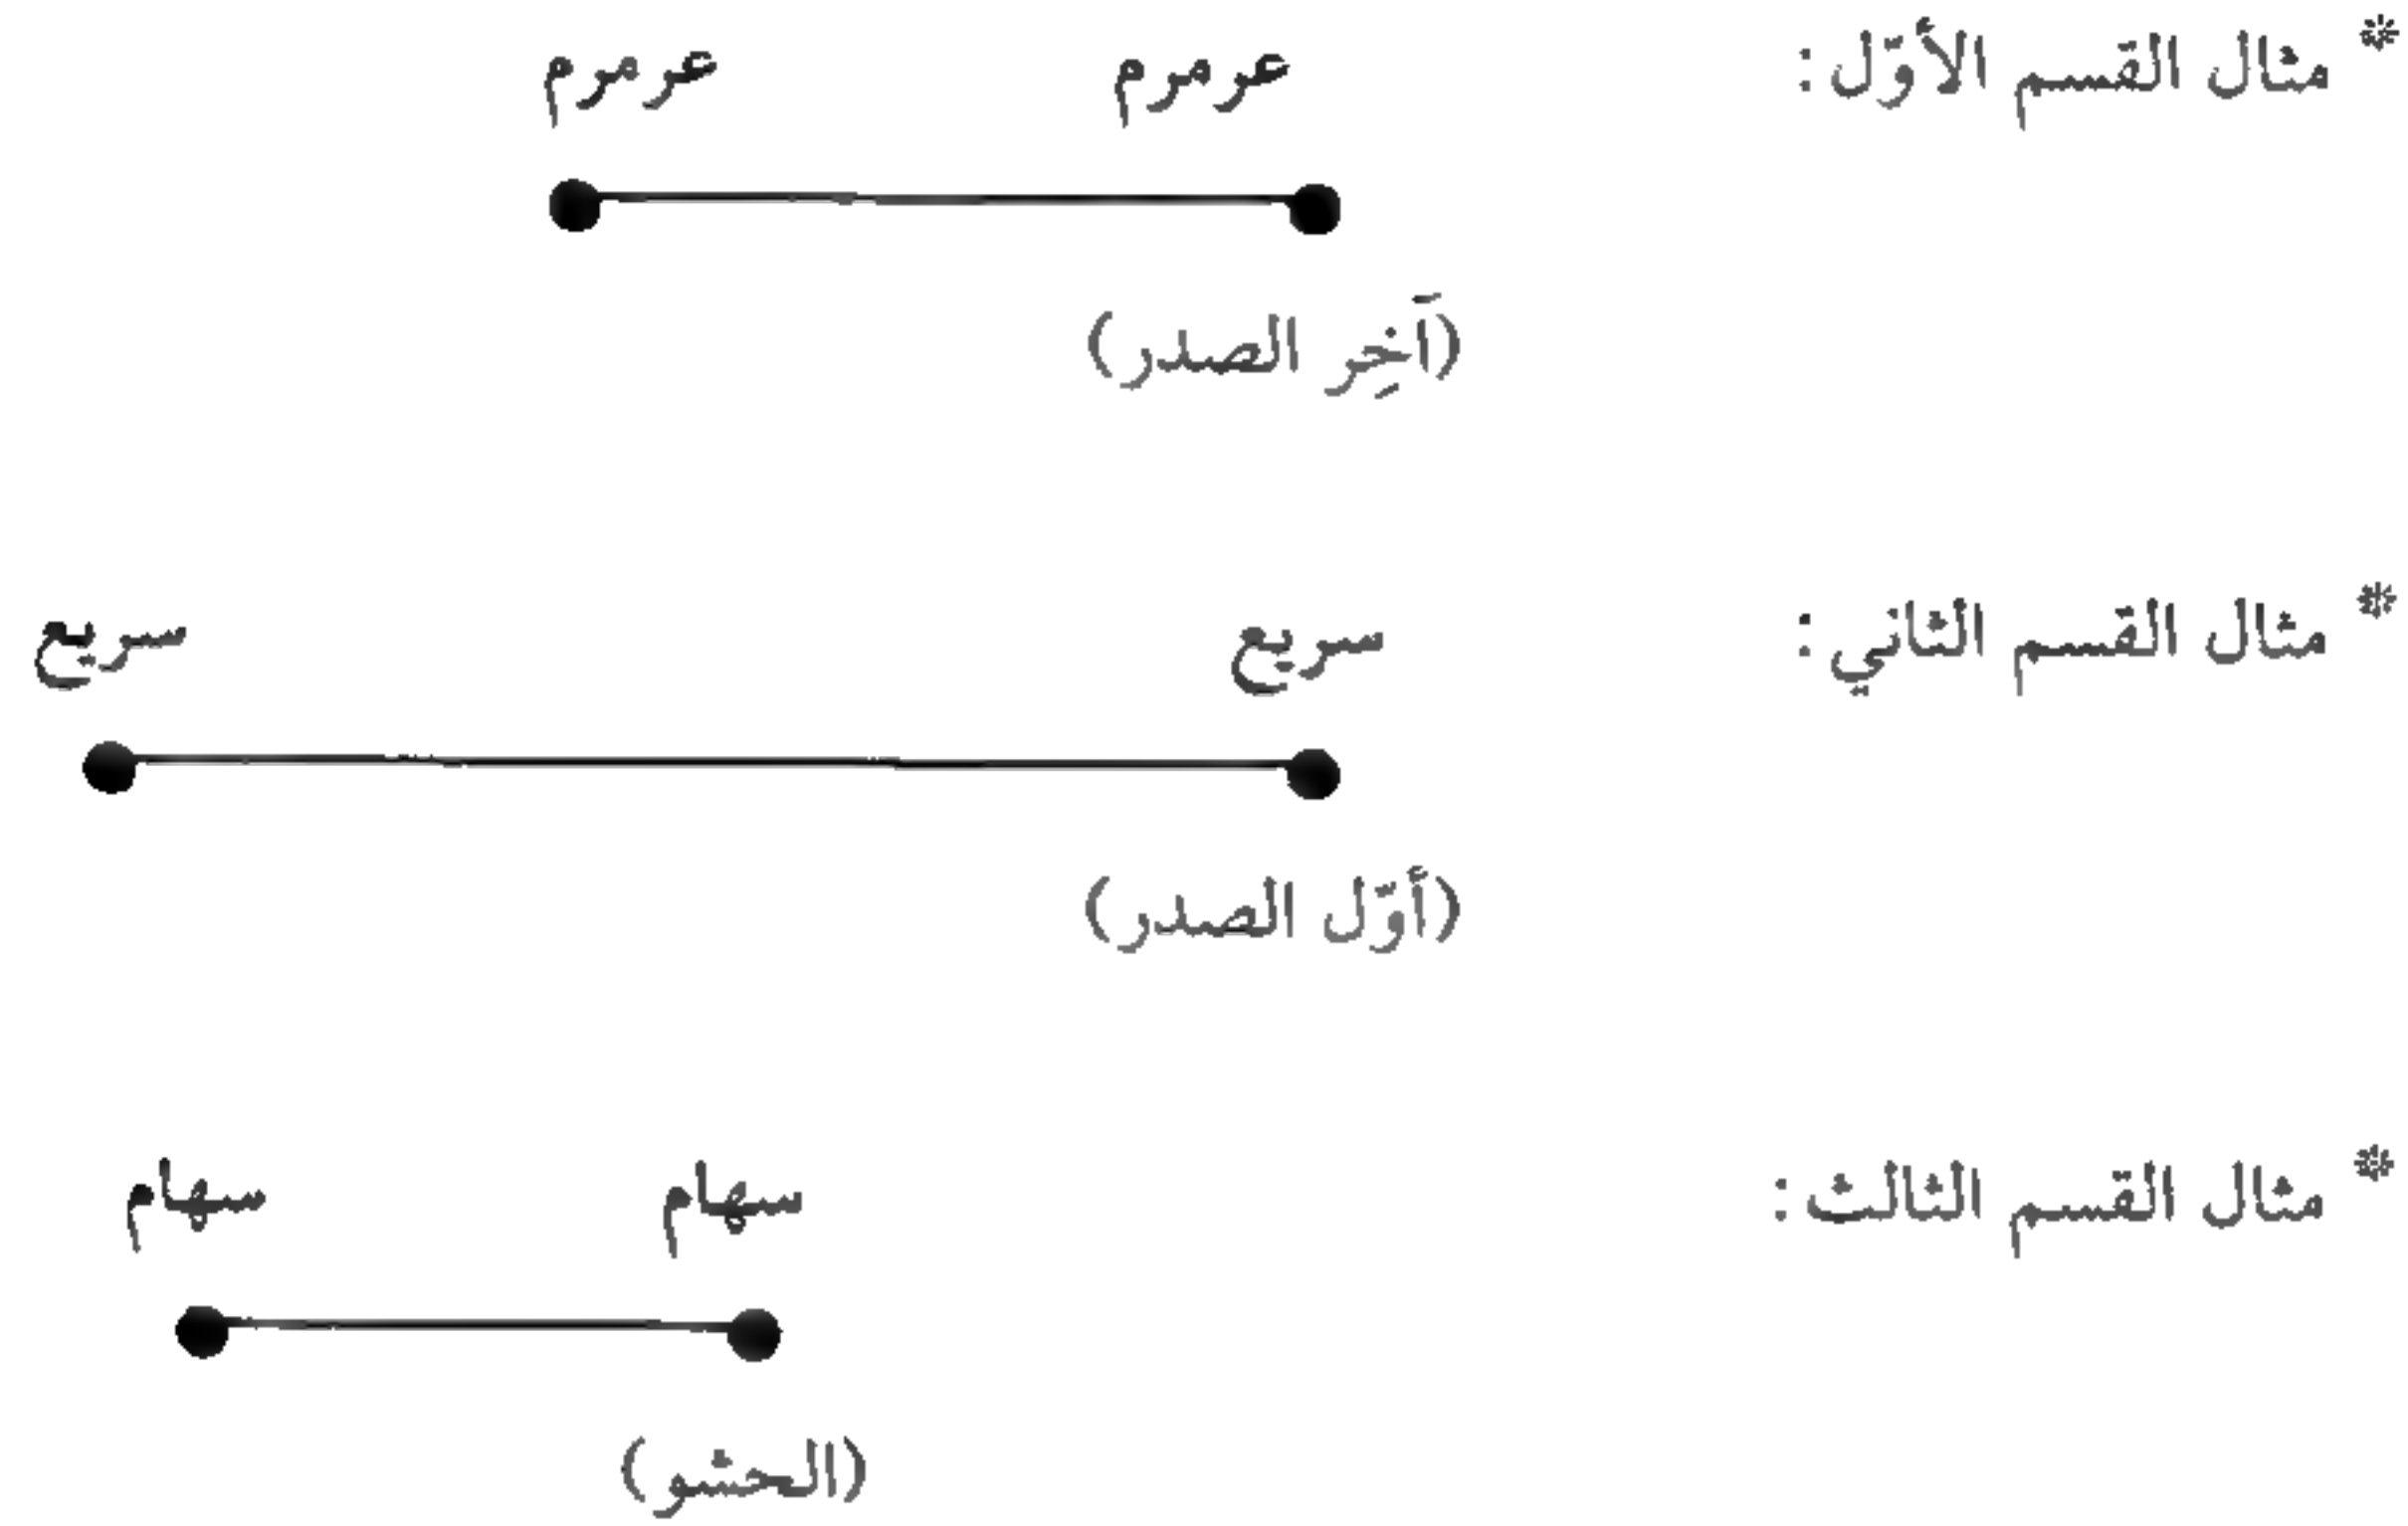 * مثال القسم الأوّل: عرمرم عرمرم
(آَخِر الصدر)
* مثال القسم الثاني: سريع سريع
(أوّل الصدر)
* مثال القسم الثالث: سهام سهام
(الحشو)